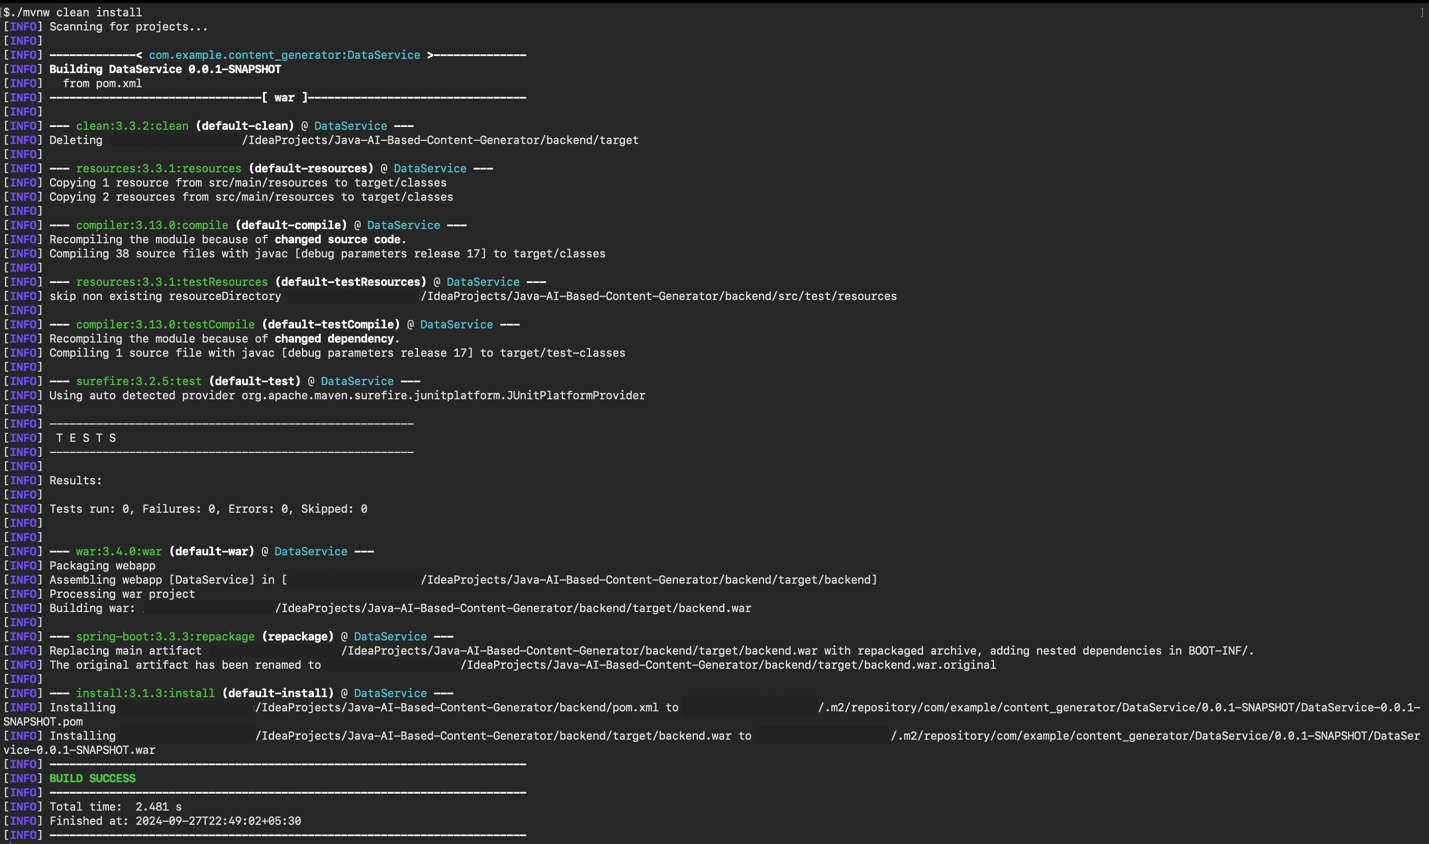 [$./mvnw clean install ]
[INFO] Scanning for projects...
[INFO]
[INFO] -------------< com.example.content_generator:DataService >--------------
[INFO] Building DataService 0.0.1-SNAPSHOT
[INFO]   from pom.xml
[INFO] --------------------------------[ war ]---------------------------------
[INFO]
[INFO] --- clean:3.3.2:clean (default-clean) @ DataService ---
[INFO] Deleting /IdeaProjects/Java-AI-Based-Content-Generator/backend/target
[INFO]
[INFO] --- resources:3.3.1:resources (default-resources) @ DataService ---
[INFO] Copying 1 resource from src/main/resources to target/classes
[INFO] Copying 2 resources from src/main/resources to target/classes
[INFO]
[INFO] --- compiler:3.13.0:compile (default-compile) @ DataService ---
[INFO] Recompiling the module because of changed source code.
[INFO] Compiling 38 source files with javac [debug parameters release 17] to target/classes
[INFO]
[INFO] --- resources:3.3.1:testResources (default-testResources) @ DataService ---
[INFO] skip non existing resourceDirectory /IdeaProjects/Java-AI-Based-Content-Generator/backend/src/test/resources
[INFO]
[INFO] --- compiler:3.13.0:testCompile (default-testCompile) @ DataService ---
[INFO] Recompiling the module because of changed dependency.
[INFO] Compiling 1 source file with javac [debug parameters release 17] to target/test-classes
[INFO]
[INFO] --- surefire:3.2.5:test (default-test) @ DataService ---
[INFO] Using auto detected provider org.apache.maven.surefire.junitplatform.JUnitPlatformProvider
[INFO]
[INFO] -------------------------------------------------------
[INFO]  T E S T S
[INFO] -------------------------------------------------------
[INFO]
[INFO] Results:
[INFO]
[INFO] Tests run: 0, Failures: 0, Errors: 0, Skipped: 0
[INFO]
[INFO]
[INFO] --- war:3.4.0:war (default-war) @ DataService ---
[INFO] Packaging webapp
[INFO] Assembling webapp [DataService] in [ /IdeaProjects/Java-AI-Based-Content-Generator/backend/target/backend]
[INFO] Processing war project
[INFO] Building war: /IdeaProjects/Java-AI-Based-Content-Generator/backend/target/backend.war
[INFO]
[INFO] --- spring-boot:3.3.3:repackage (repackage) @ DataService ---
[INFO] Replacing main artifact /IdeaProjects/Java-AI-Based-Content-Generator/backend/target/backend.war with repackaged archive, adding nested dependencies in BOOT-INF/.
[INFO] The original artifact has been renamed to /IdeaProjects/Java-AI-Based-Content-Generator/backend/target/backend.war.original
[INFO]
[INFO] --- install:3.1.3:install (default-install) @ DataService ---
[INFO] Installing /IdeaProjects/Java-AI-Based-Content-Generator/backend/pom.xml to /.m2/repository/com/example/content_generator/DataService/0.0.1-SNAPSHOT/DataService-0.0.1-
SNAPSHOT.pom
[INFO] Installing /IdeaProjects/Java-AI-Based-Content-Generator/backend/target/backend.war to /.m2/repository/com/example/content_generator/DataService/0.0.1-SNAPSHOT/DataSer
vice-0.0.1-SNAPSHOT.war
[INFO] ------------------------------------------------------------------------
[INFO] BUILD SUCCESS
[INFO] ------------------------------------------------------------------------
[INFO] Total time:  2.481 s
[INFO] Finished at: 2024-09-27T22:49:02+05:30
[INFO] ------------------------------------------------------------------------